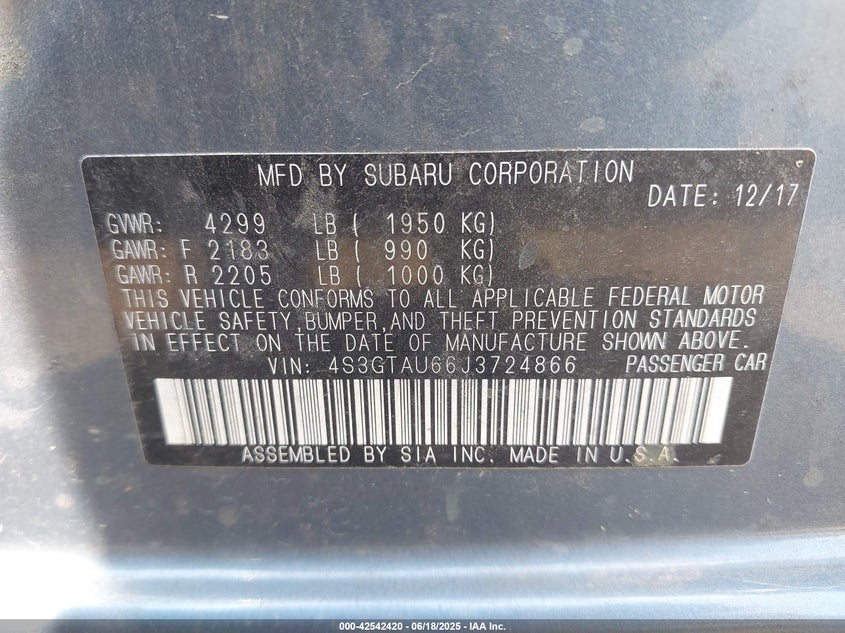 MFD BY SUBARU CORPORATION
DATE: 12/17
GVWR: 4299 LB ( 1950 KG)
GAWR: F 2183 LB ( 990 KG)
GAWR: R 2205 LB ( 1000 KG)
THIS VEHICLE CONFORMS TO ALL APPLICABLE FEDERAL MOTOR
VEHICLE SAFETY,BUMPER,AND THEFT PREVENTION STANDARDS
IN EFFECT ON THE DATE OF MANUFACTURE SHOWN ABOVE.
VIN: 4S3GTAU66J3724866 PASSENGER CAR
ASSEMBLED BY SIA INC. MADE IN U.S.A.
000-42542420 - 06/18/2025 - IAA Inc.